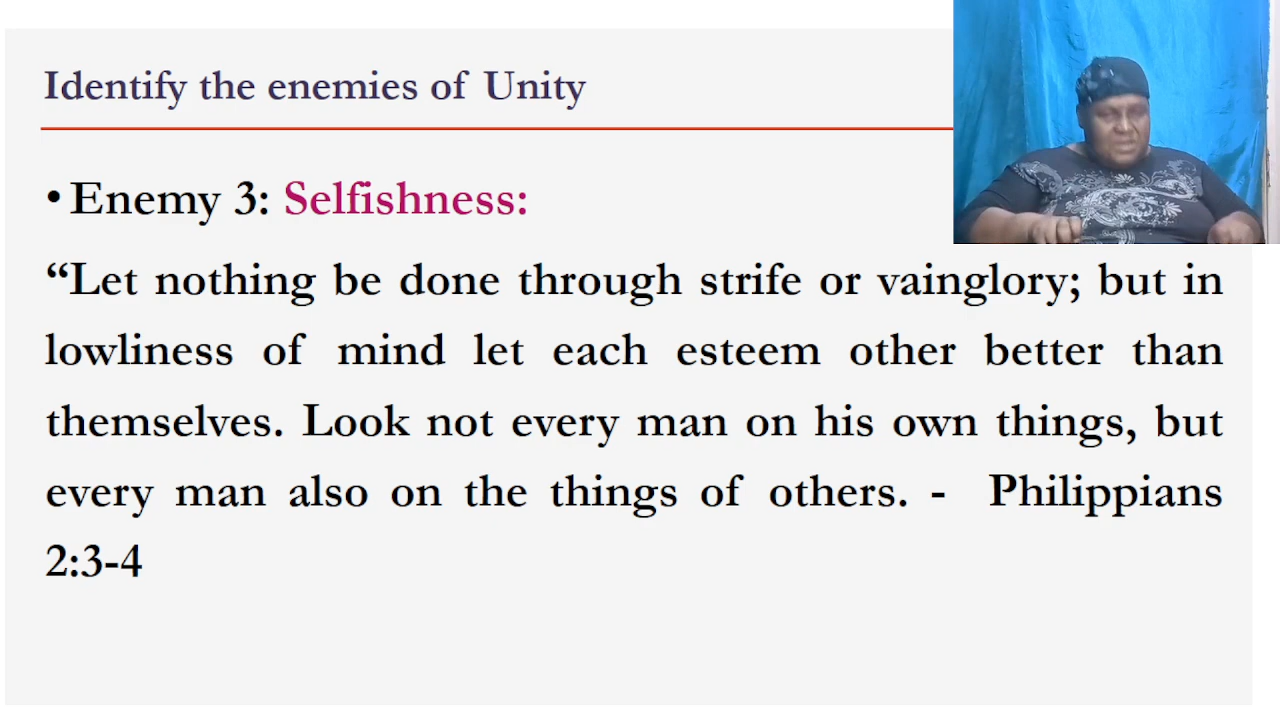 Identify the enemies of Unity
• Enemy 3: Selfishness:
“Let nothing be done through strife or vainglory; but in
lowliness of mind let each esteem other better than
themselves. Look not every man on his own things, but
every man also on the things of others. - Philippians
2:3-4